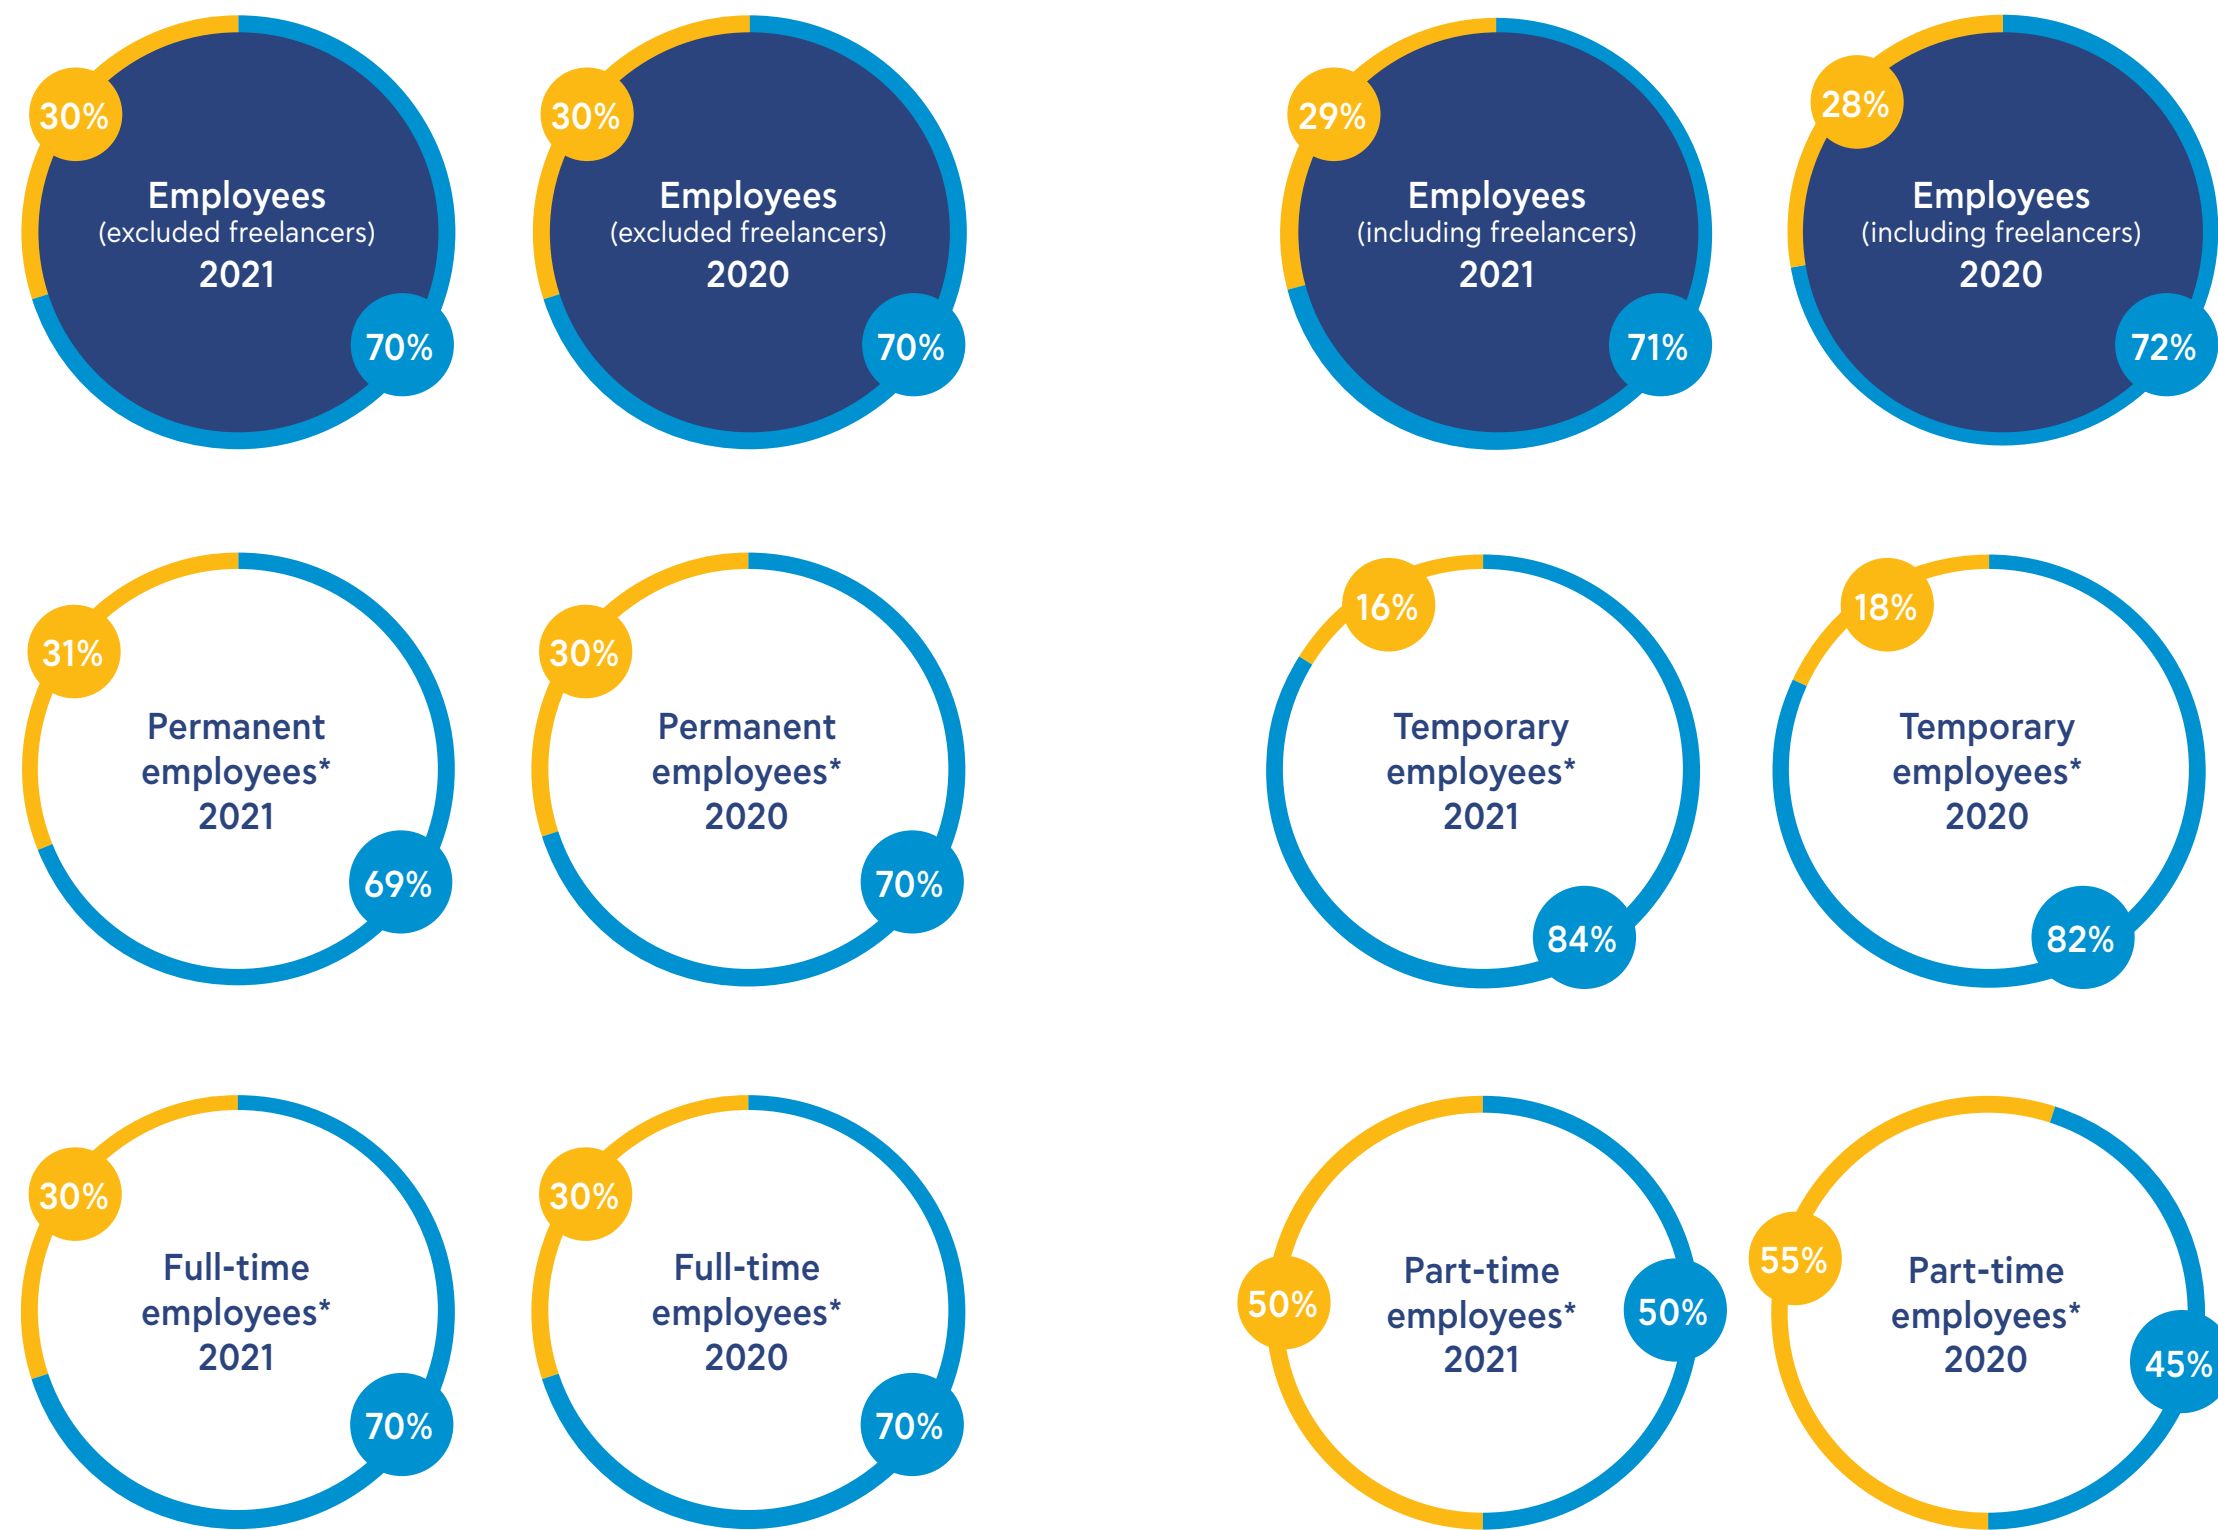 30%
Employees
(excluded freelancers)
2021
70%
30%
Employees
(excluded freelancers)
2020
70%
29%
Employees
(including freelancers)
2021
71%
28%
Employees
(including freelancers)
2020
72%
31%
Permanent
employees*
2021
69%
30%
Permanent
employees*
2020
70%
16%
Temporary
employees*
2021
84%
18%
Temporary
employees*
2020
82%
30%
Full-time
employees*
2021
70%
30%
Full-time
employees*
2020
70%
50%
Part-time
employees*
2021
50%
55%
Part-time
employees*
2020
45%